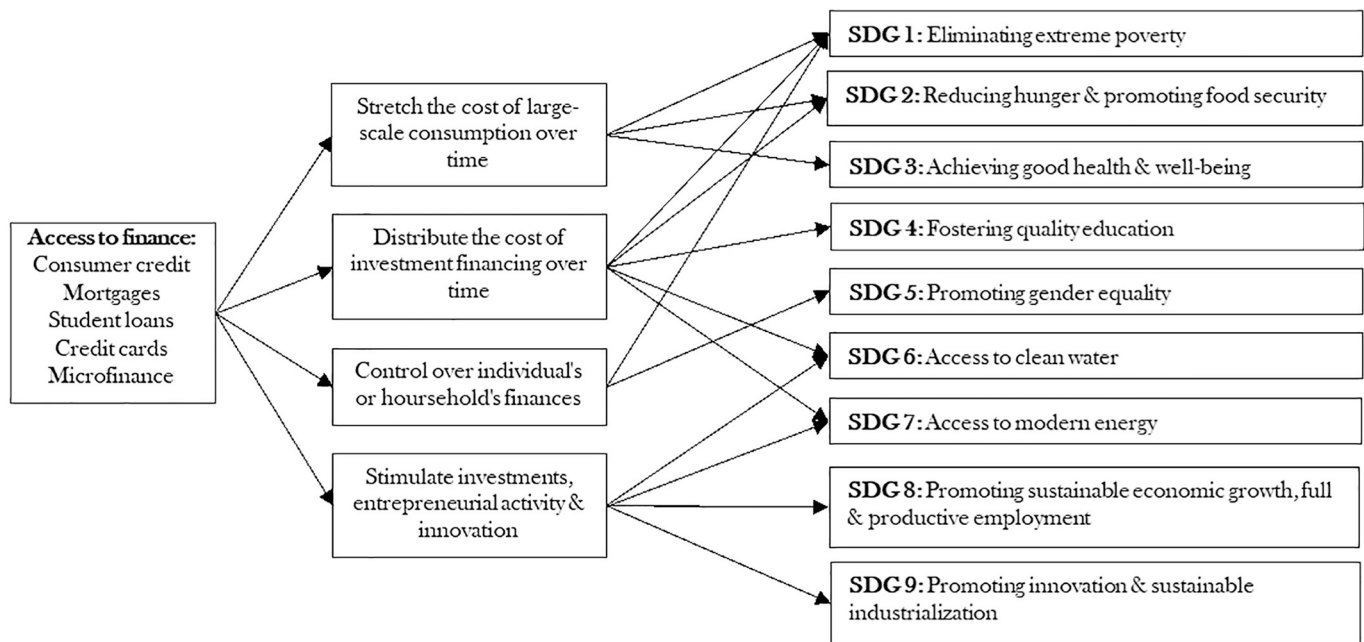 Access to finance:
Consumer credit
Mortgages
Student loans
Credit cards
Microfinance
Stretch the cost of large-
scale consumption over
time
Distribute the cost of
investment financing over
time
Control over individual's
or hourshold's finances
Stimulate investments,
entrepreneurial activity &
innovation
SDG 1: Eliminating extreme poverty
SDG 2: Reducing hunger & promoting food security
SDG 3: Achieving good health & well-being
SDG 4: Fostering quality education
SDG 5: Promoting gender equality
SDG 6: Access to clean water
SDG 7: Access to modern energy
SDG 8: Promoting sustainable economic growth, full
& productive employment
SDG 9: Promoting innovation & sustainable
industrialization